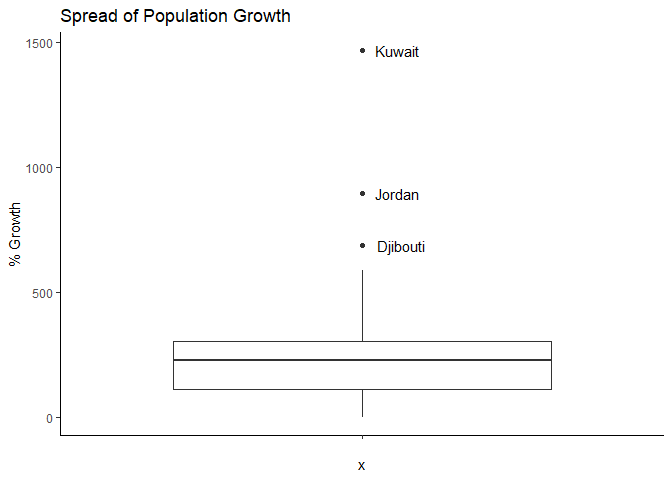 Spread of Population Growth
1500
Kuwait
1000
Jordan
Djibouti
% Growth
500
0
x